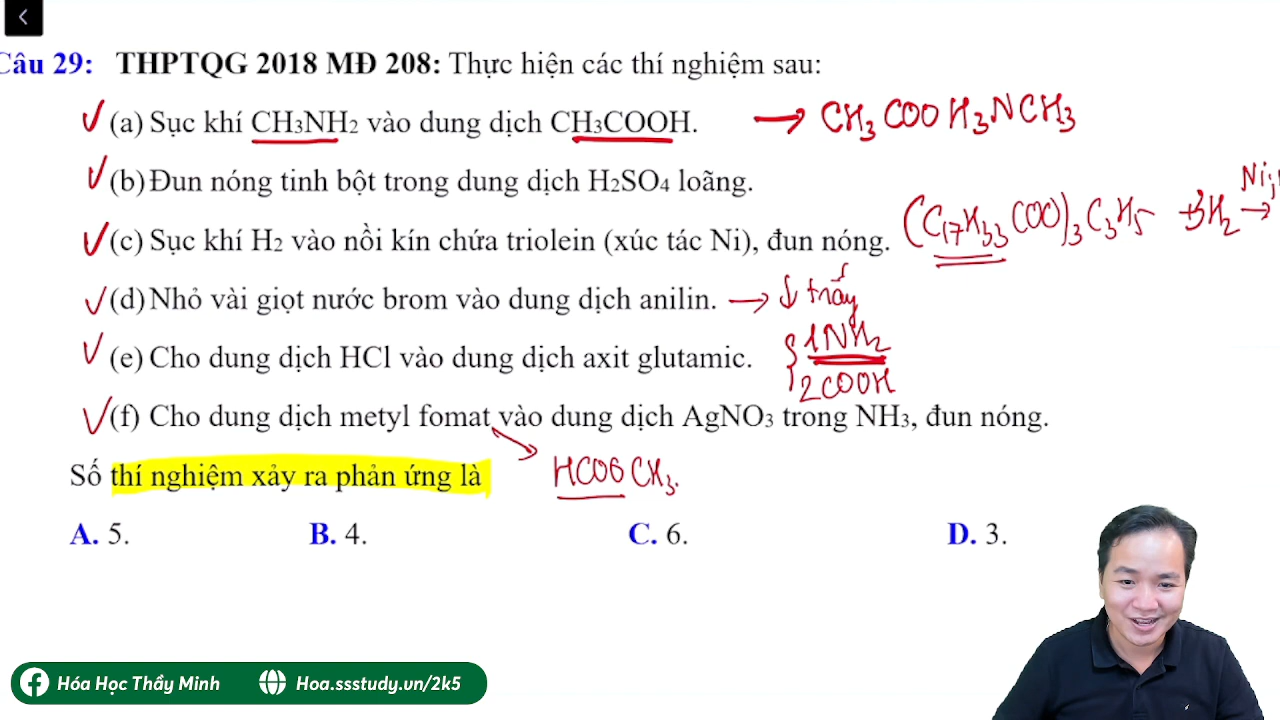 Câu 29: THPTQG 2018 MĐ 208: Thực hiện các thí nghiệm sau:
(a) Sục khí CH3NH2 vào dung dịch CH3COOH. → CH3COOH3NCH3
(b) Đun nóng tinh bột trong dung dịch H2SO4 loãng.
(c) Sục khí H2 vào nồi kín chứa triolein (xúc tác Ni), đun nóng. (C17H33COO)3C3H5 +3H2 Ni, →
(d) Nhỏ vài giọt nước brom vào dung dịch anilin. → ↓ trắng
(e) Cho dung dịch HCl vào dung dịch axit glutamic. { 1NH2
2COOH
(f) Cho dung dịch metyl fomat vào dung dịch AgNO3 trong NH3, đun nóng.
Số thí nghiệm xảy ra phản ứng là HCOOCH3.
A. 5. B. 4. C. 6. D. 3.
Hóa Học Thầy Minh Hoa.ssstudy.vn/2k5